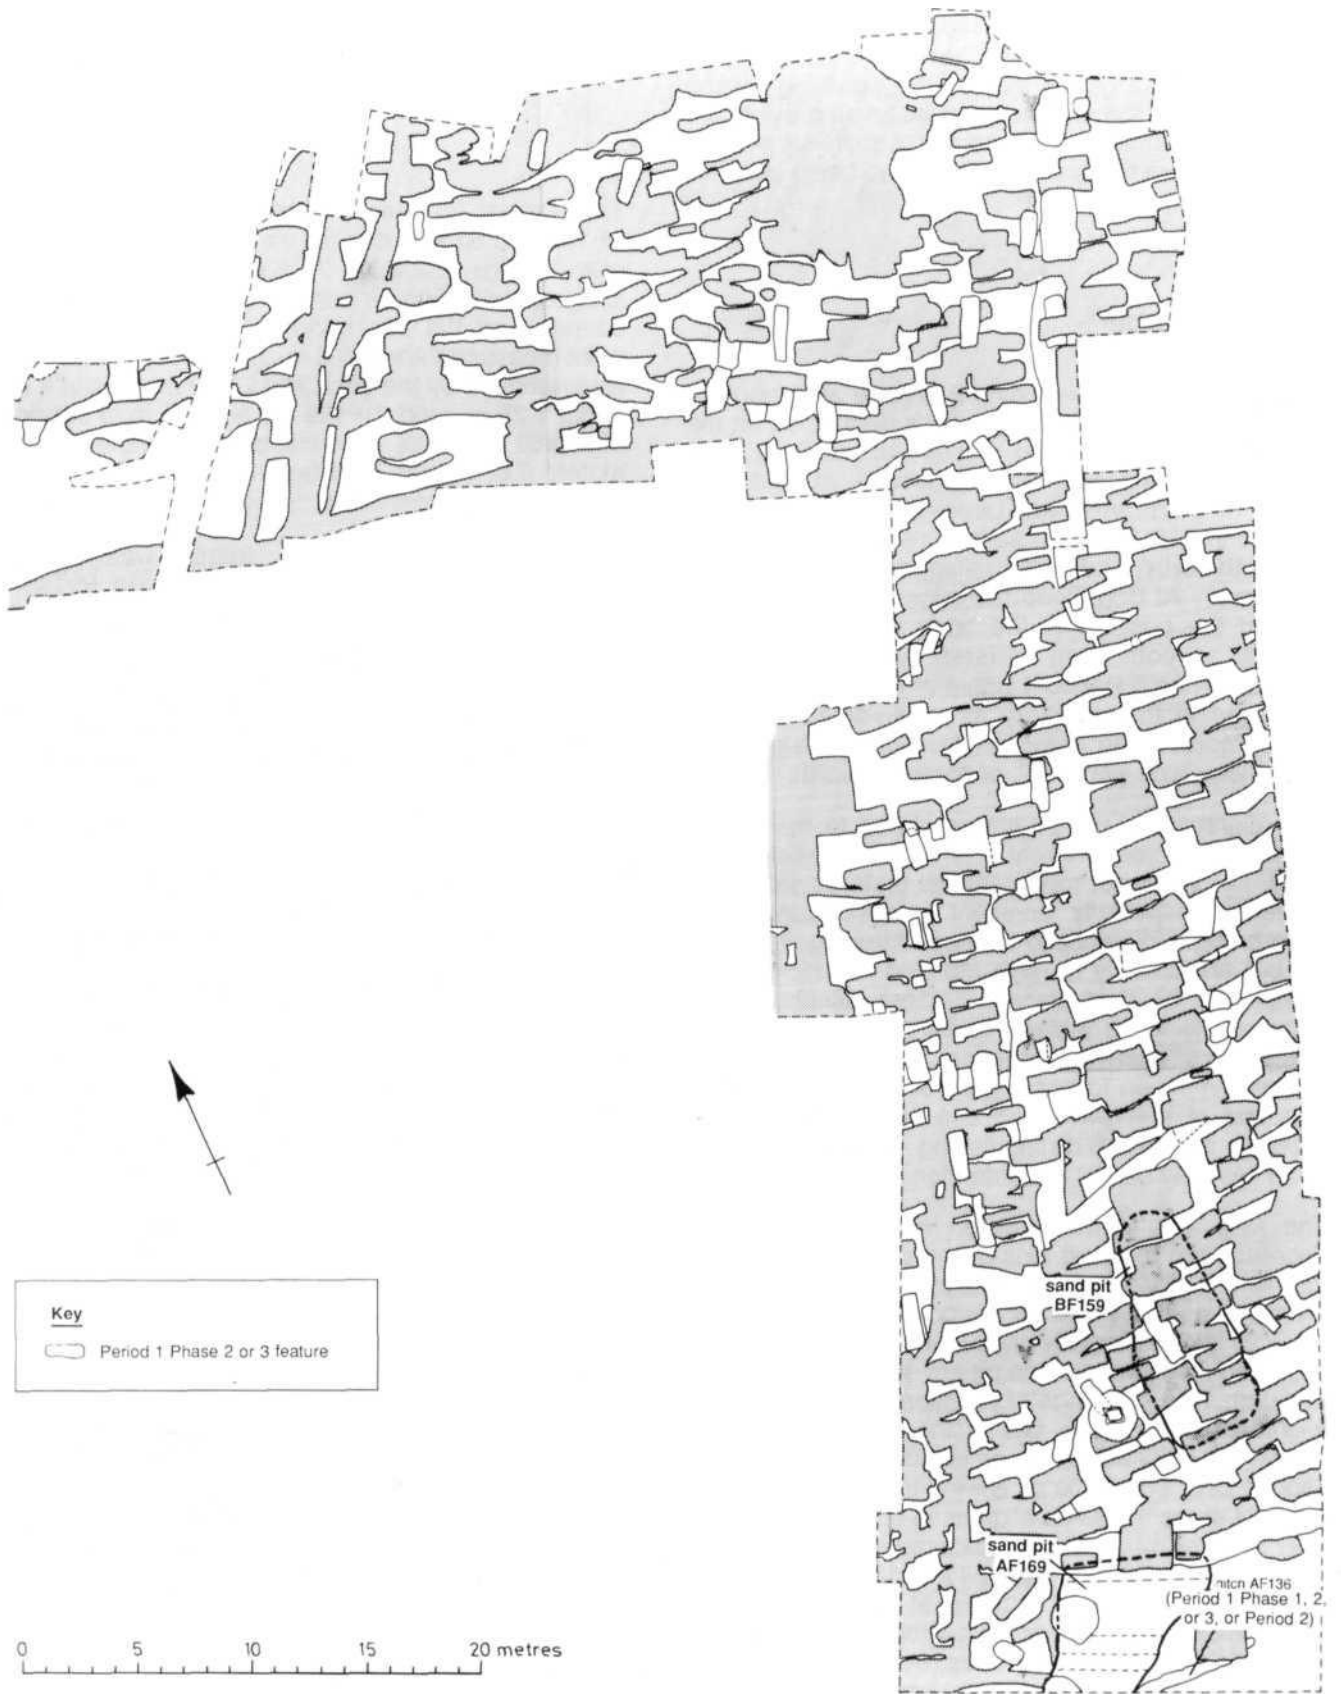 sand pit
BF159
Key
Period 1 Phase 2 or 3 feature
sand pit
AF169
AF136
(Period 1 Phase 1, 2,
or 3, or Period 2)
0 5 10 15 20 metres